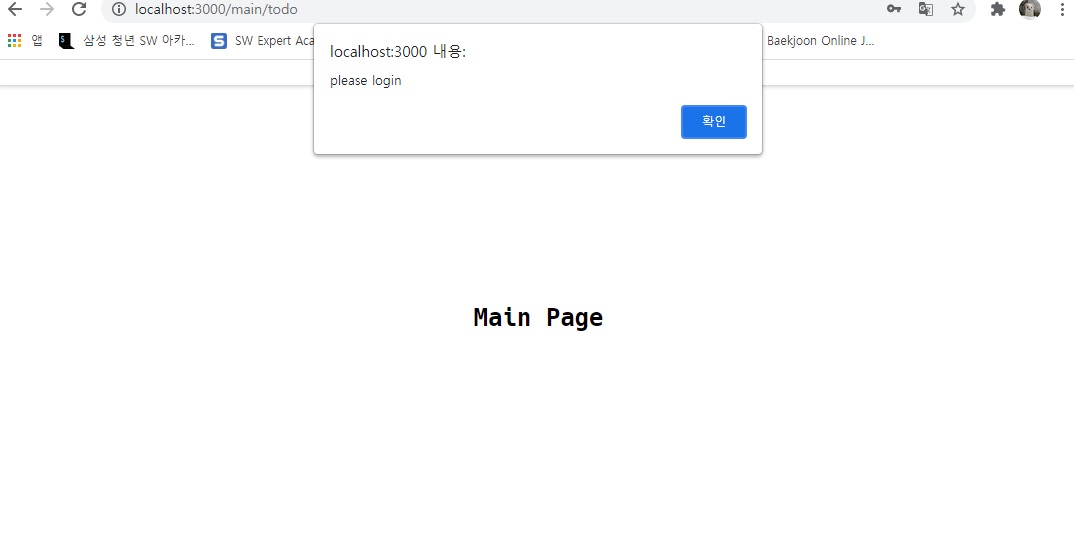 localhost:3000/main/todo
앱 삼성 청년 SW 아카... SW Expert Aca Baekjoon Online J...
localhost:3000 내용:
please login
확인
Main Page